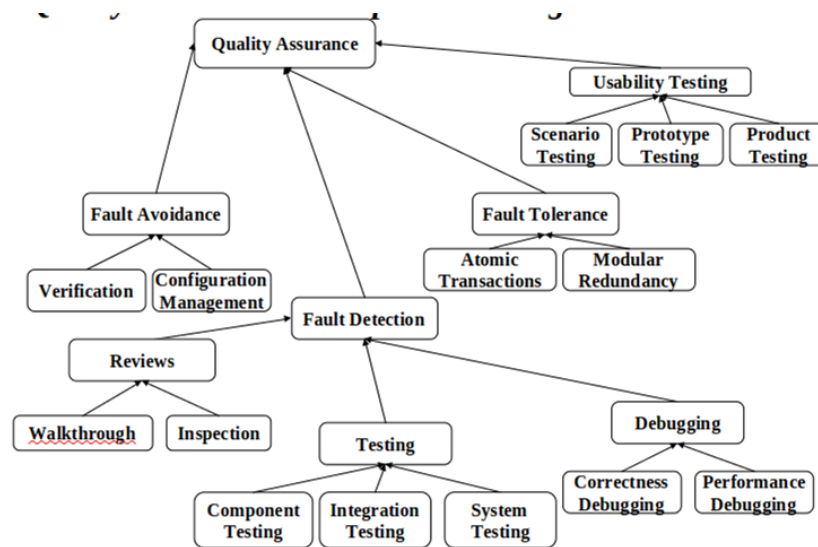 Quality Assurance
Usability Testing
Scenario
Testing
Prototype
Testing
Product
Testing
Fault Avoidance
Fault Tolerance
Verification
Configuration
Management
Atomic
Transactions
Modular
Redundancy
Fault Detection
Reviews
Walkthrough
Inspection
Testing
Debugging
Component
Testing
Integration
Testing
System
Testing
Correctness
Debugging
Performance
Debugging